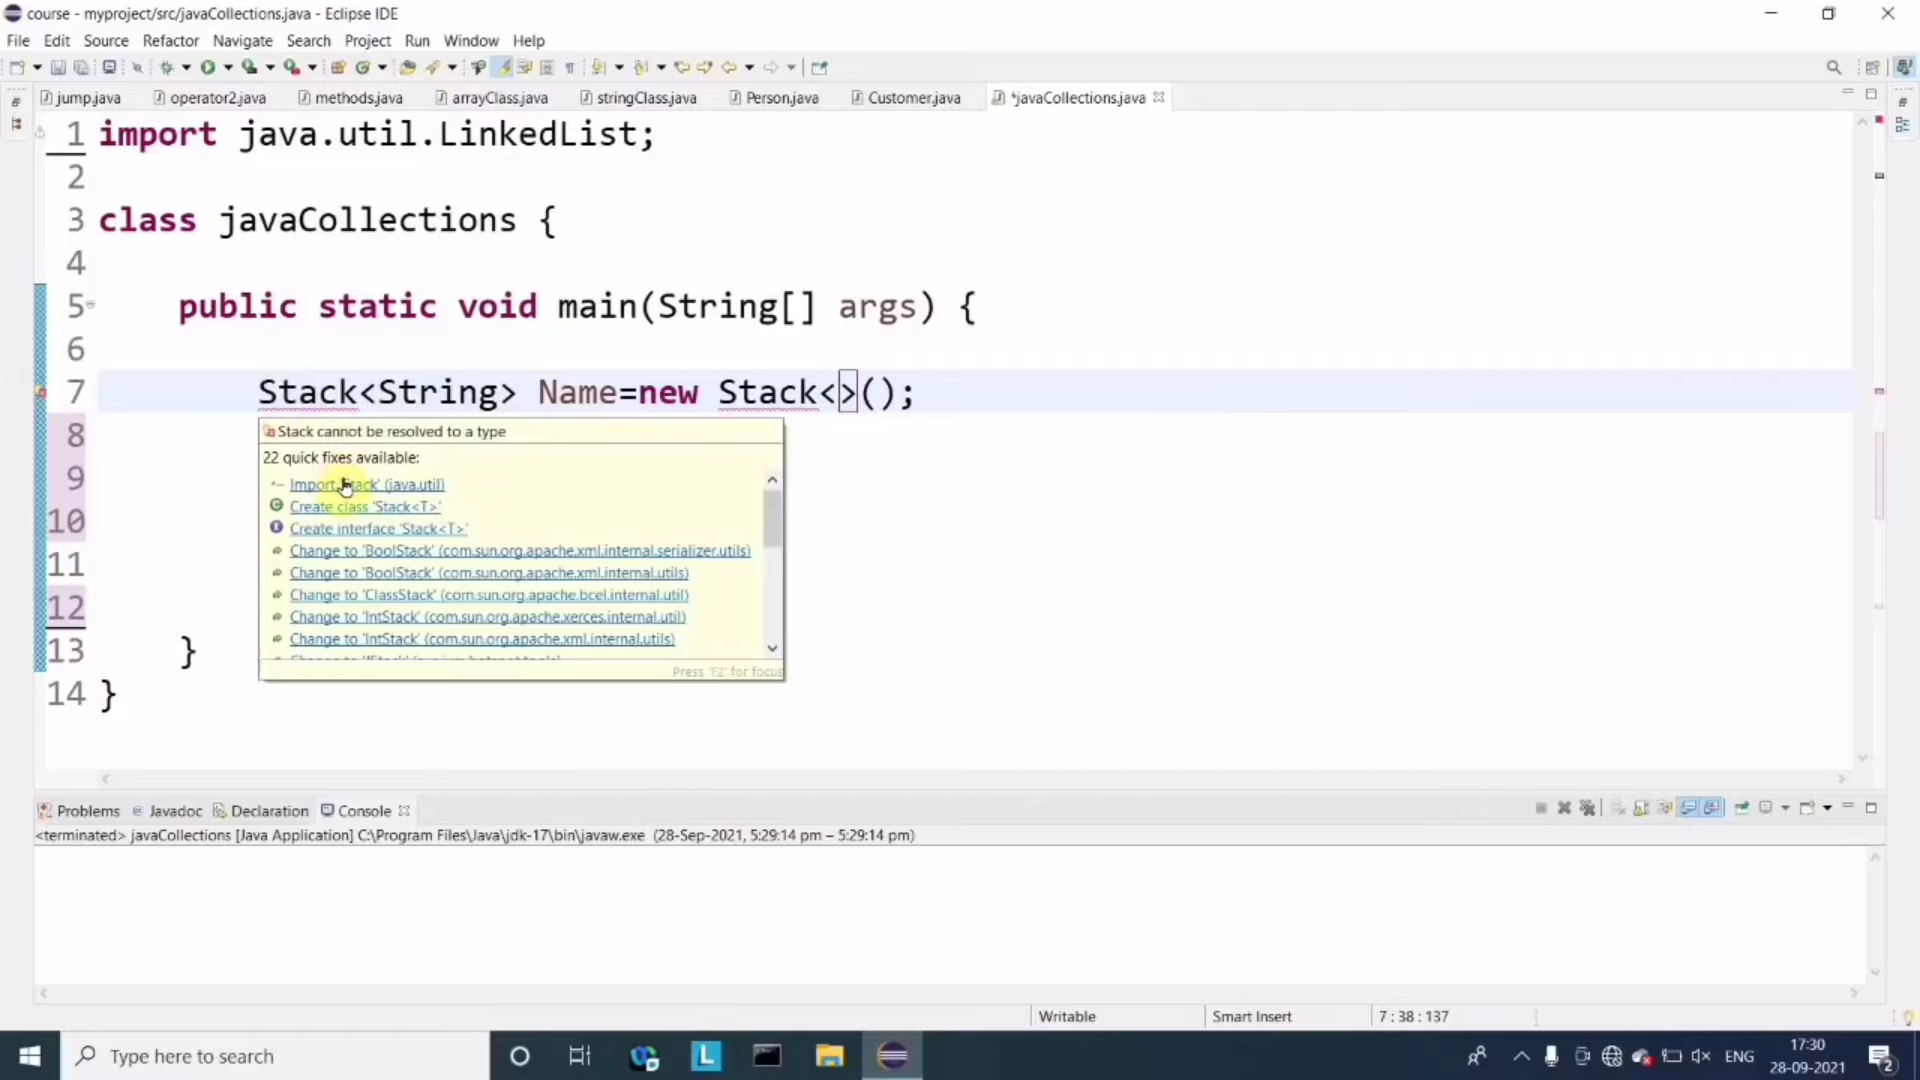 course - myproject/src/javaCollections.java - Eclipse IDE
File Edit Source Refactor Navigate Search Project Run Window Help
jump.java operator2.java methods.java arrayClass.java stringClass.java Person.java Customer.java *javaCollections.java
1 import java.util.LinkedList;
2
3 class javaCollections {
4
5 public static void main(String[] args) {
6
7 Stack<String> Name=new Stack<>();
Stack cannot be resolved to a type
8
22 quick fixes available:
9
Import 'Stack' (java.util)
Create class 'Stack<T>'
10
Create interface 'Stack<T>'
Change to 'BoolStack' (com.sun.org.apache.xml.internal.serializer.utils)
11
Change to 'BoolStack' (com.sun.org.apache.xml.internal.utils)
Change to 'ClassStack' (com.sun.org.apache.bcel.internal.util)
12
Change to 'IntStack' (com.sun.org.apache.xerces.internal.util)
Change to 'IntStack' (com.sun.org.apache.xml.internal.utils)
13 }
Press 'F2' for focus
14 }
Problems Javadoc Declaration Console
<terminated> javaCollections [Java Application] C:\Program Files\Java\jdk-17\bin\javaw.exe (28-Sep-2021, 5:29:14 pm – 5:29:14 pm)
Writable Smart Insert 7 : 38 : 137
Type here to search
L
ENG
17:30
28-09-2021
2